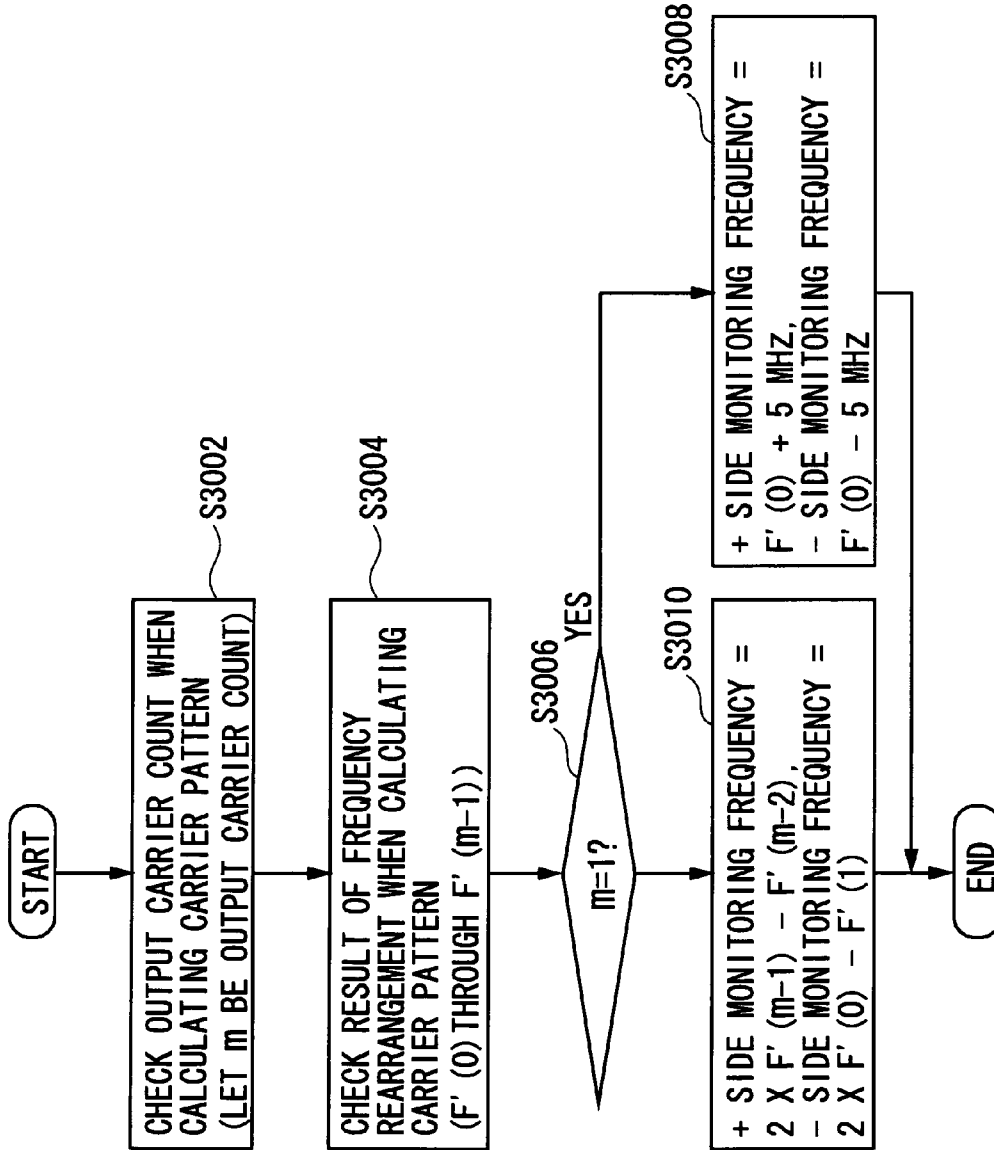 START
CHECK OUTPUT CARRIER COUNT WHEN
CALCULATING CARRIER PATTERN
(LET m BE OUTPUT CARRIER COUNT)
S3002
CHECK RESULT OF FREQUENCY
REARRANGEMENT WHEN CALCULATING
CARRIER PATTERN
(F'(0) THROUGH F'(m-1))
S3004
m=1?
S3006
YES
+ SIDE MONITORING FREQUENCY =
2 X F'(m-1) - F'(m-2),
- SIDE MONITORING FREQUENCY =
2 X F'(0) - F'(1)
S3010
+ SIDE MONITORING FREQUENCY =
F'(0) + 5 MHZ,
- SIDE MONITORING FREQUENCY =
F'(0) - 5 MHZ
S3008
END